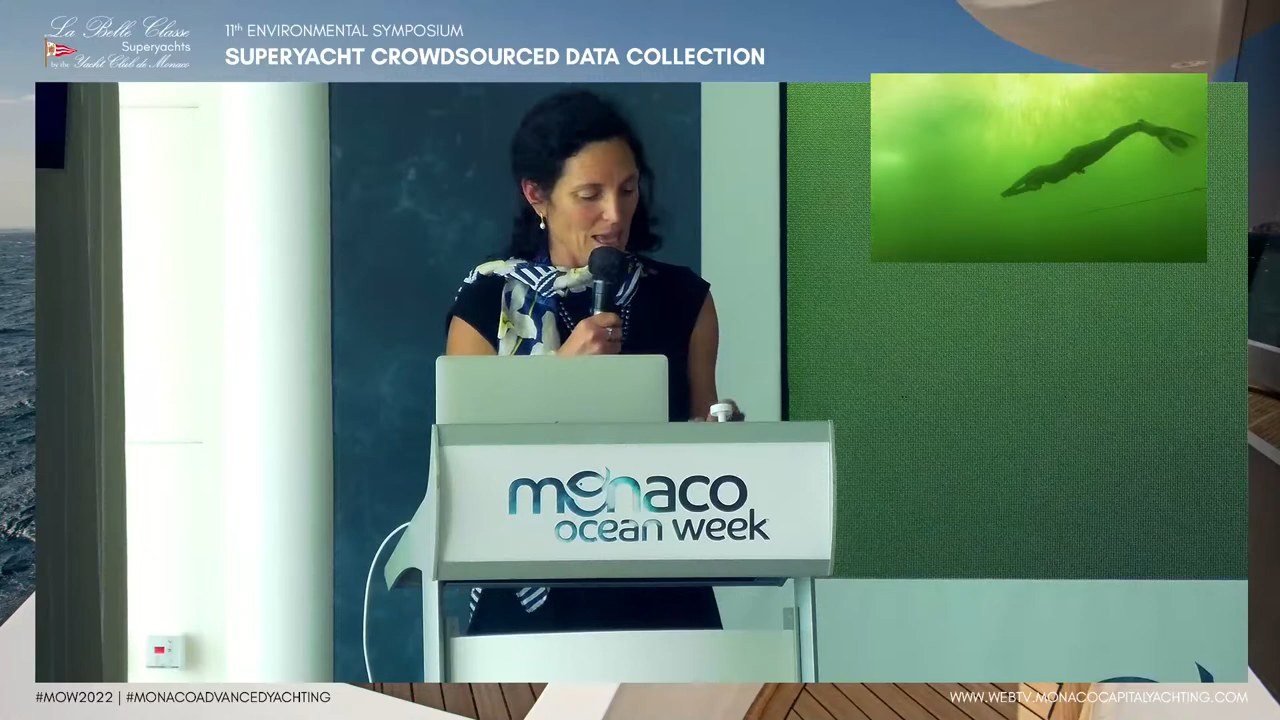 La Belle Classe
Superyachts
by the Yacht Club de Monaco
11th ENVIRONMENTAL SYMPOSIUM
SUPERYACHT CROWDSOURCED DATA COLLECTION
monaco
ocean week
#MOW2022 | #MONACOADVANCEDYACHTING
WWW.WEBTV.MONACOCAPITALYACHTING.COM